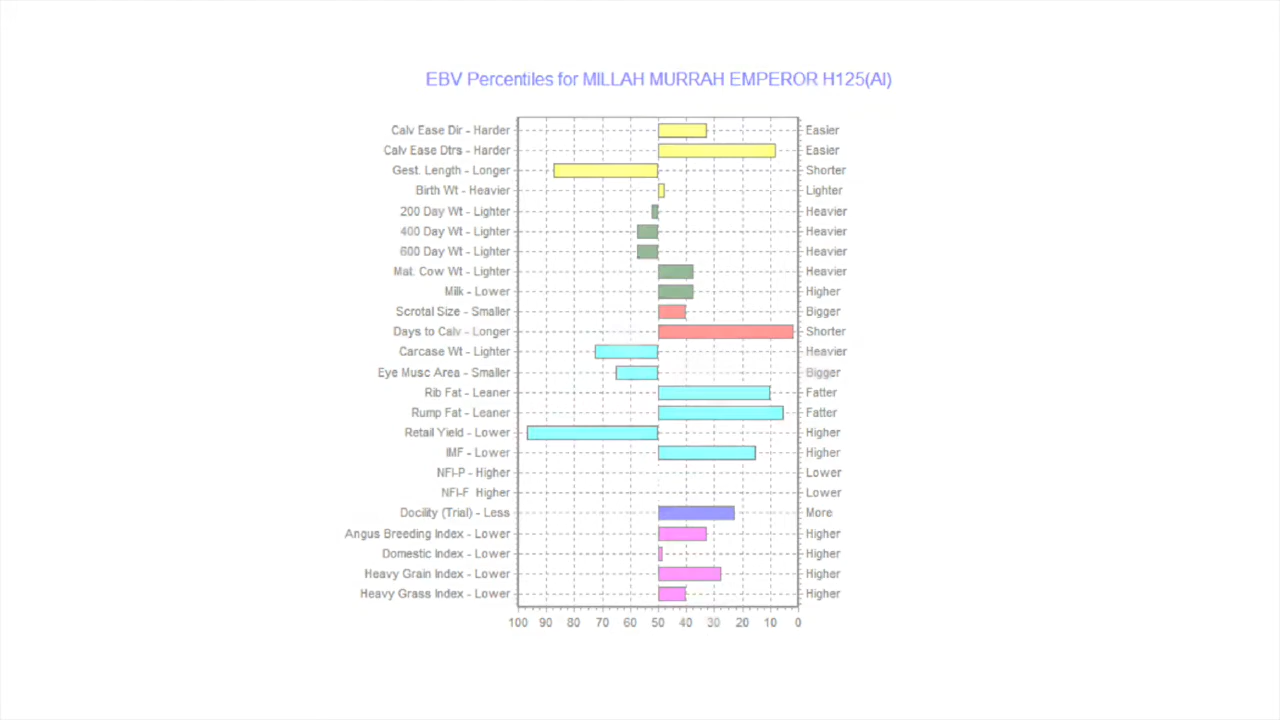 EBV Percentiles for MILLAH MURRAH EMPEROR H125(AI)
Calv Ease Dir - Harder Easier
Calv Ease Dtrs - Harder Easier
Gest. Length - Longer Shorter
Birth Wt - Heavier Lighter
200 Day Wt - Lighter Heavier
400 Day Wt - Lighter Heavier
600 Day Wt - Lighter Heavier
Mat. Cow Wt - Lighter Heavier
Milk - Lower Higher
Scrotal Size - Smaller Bigger
Days to Calv - Longer Shorter
Carcase Wt - Lighter Heavier
Eye Musc Area - Smaller Bigger
Rib Fat - Leaner Fatter
Rump Fat - Leaner Fatter
Retail Yield - Lower Higher
IMF - Lower Higher
NFI-P - Higher Lower
NFI-F Higher Lower
Docility (Trial) - Less More
Angus Breeding Index - Lower Higher
Domestic Index - Lower Higher
Heavy Grain Index - Lower Higher
Heavy Grass Index - Lower Higher
100 90 80 70 60 50 40 30 20 10 0